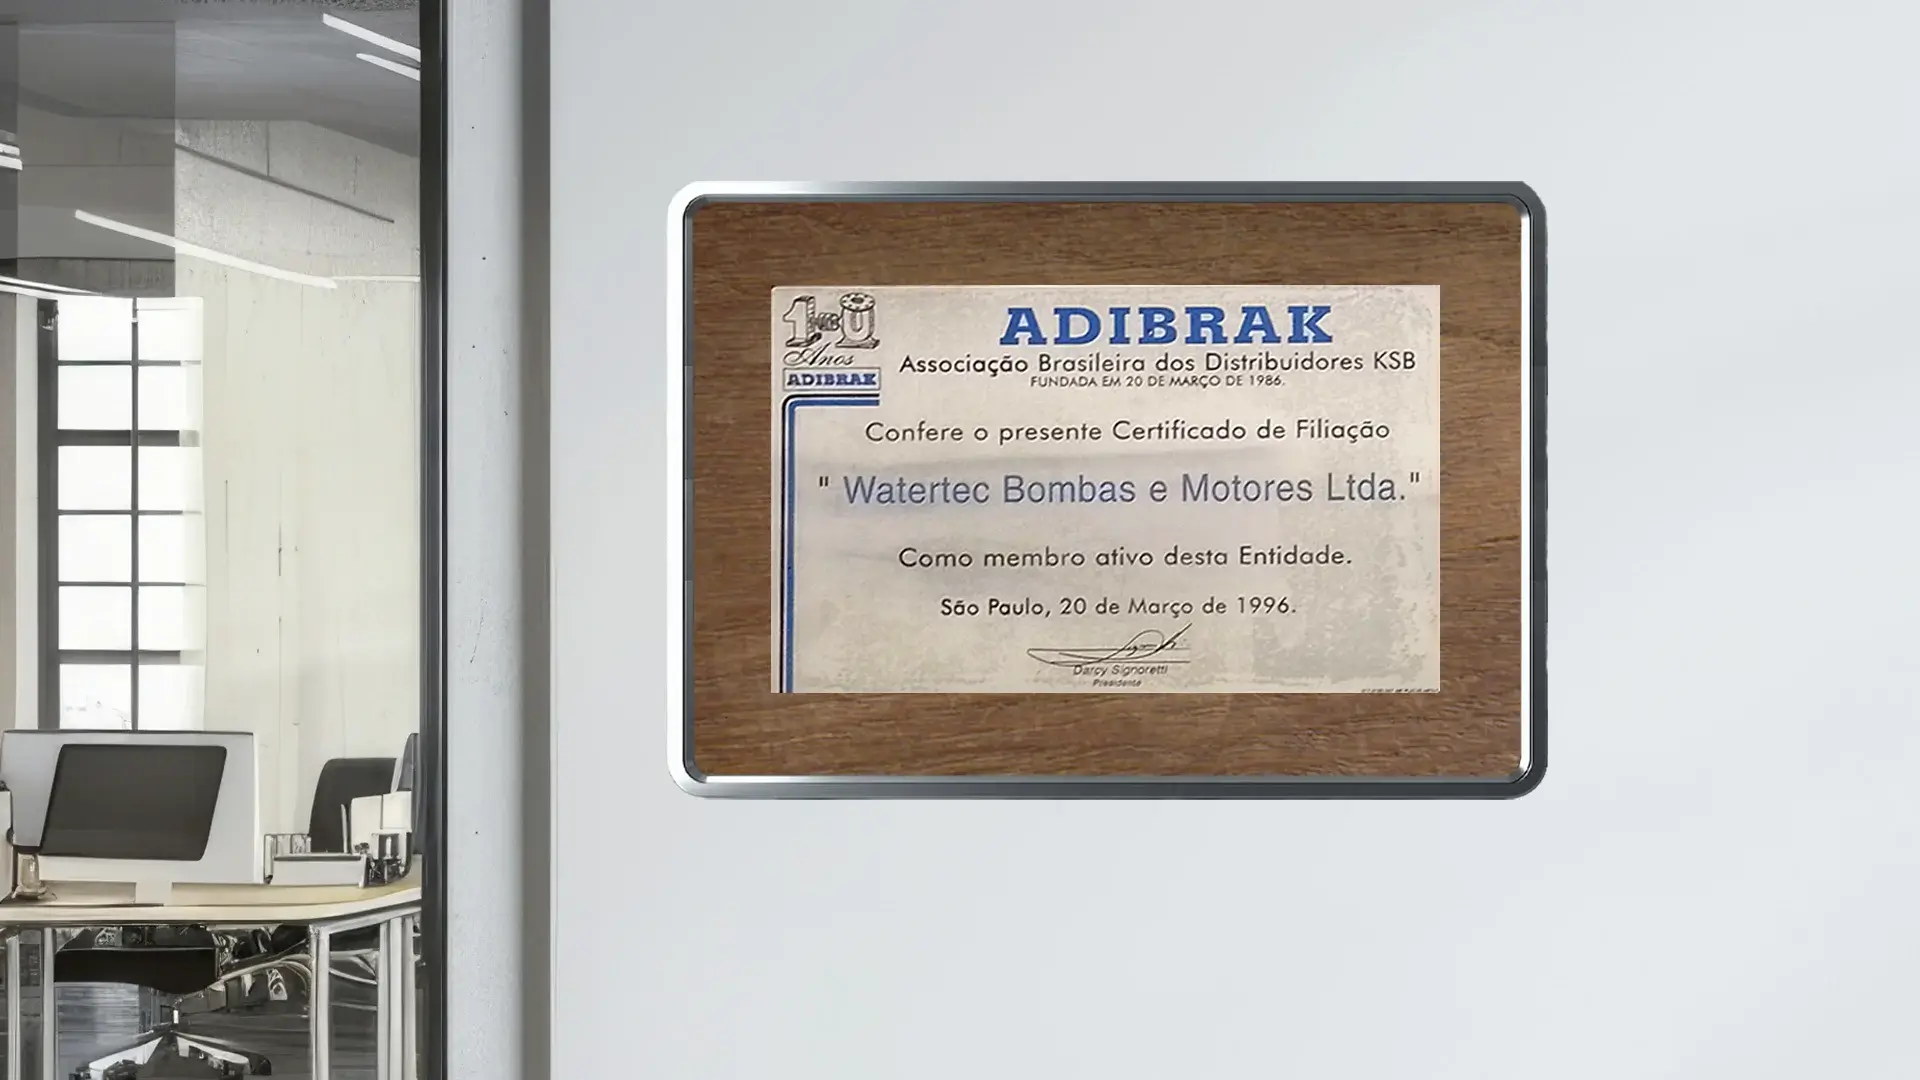 Anos
ADIBRAK
ADIBRAK
Associação Brasileira dos Distribuidores KSB
FUNDADA EM 20 DE MARÇO DE 1986.
Confere o presente Certificado de Filiação
" Watertec Bombas e Motores Ltda."
Como membro ativo desta Entidade.
São Paulo, 20 de Março de 1996.
Darcy Signoretti
Presidente